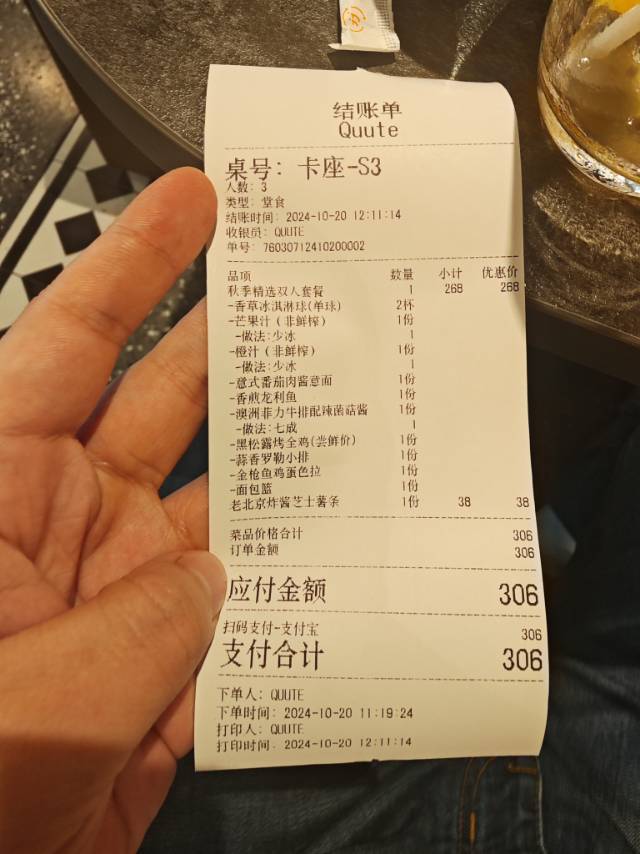 结账单
Quute
桌号: 卡座-S3
人数: 3
类型: 堂食
结账时间: 2024-10-20 12:11:14
收银员: QUUTE
单号: 76030712410200002
品项 数量 小计 优惠价
秋季精选双人套餐 1 268 268
-香草冰淇淋球(单球) 2杯
-芒果汁(非鲜榨) 1份
-做法:少冰 1
-橙汁(非鲜榨) 1份
-做法:少冰 1
-意式番茄肉酱意面 1份
-香煎龙利鱼 1份
-澳洲菲力牛排配辣菌菇酱 1份
-做法:七成 1
-黑松露烤全鸡(尝鲜价) 1份
-蒜香罗勒小排 1份
-金枪鱼鸡蛋色拉 1份
-面包篮 1份
老北京炸酱芝士薯条 1份 38 38
菜品价格合计 306
订单金额 306
应付金额 306
扫码支付-支付宝 306
支付合计 306
下单人: QUUTE
下单时间: 2024-10-20 11:19:24
打印人: QUUTE
打印时间: 2024-10-20 12:11:14